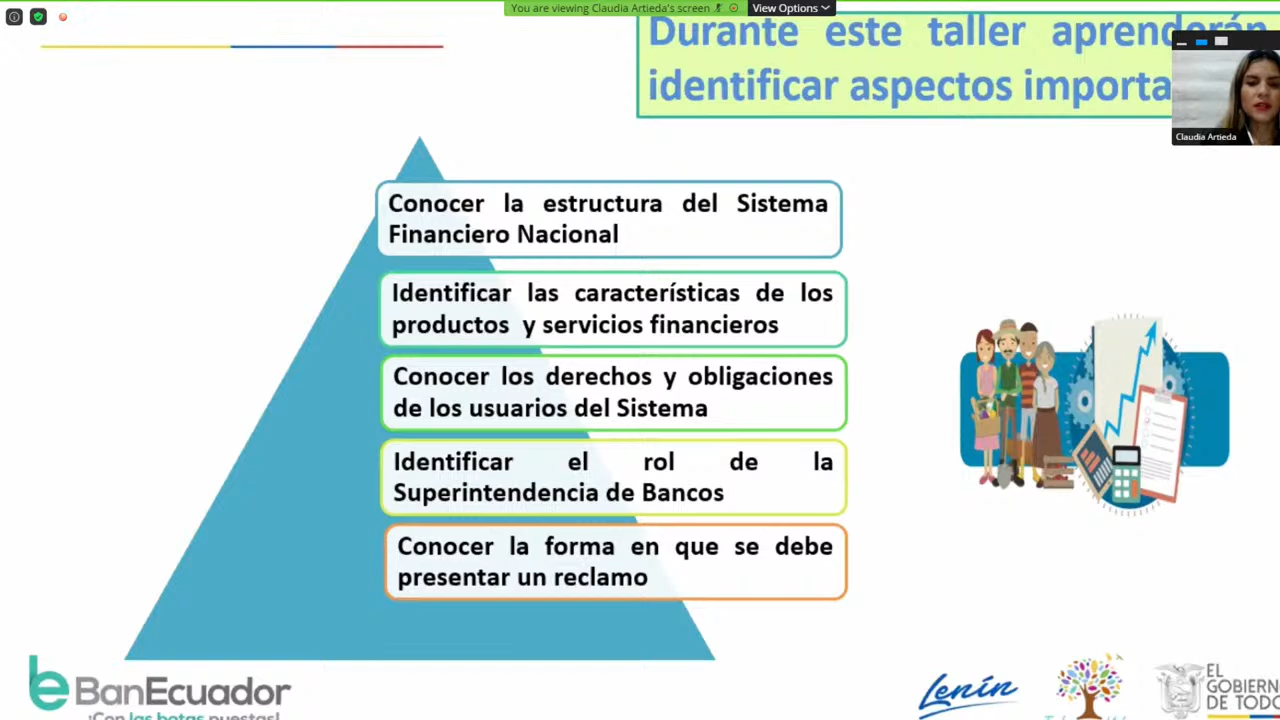 You are viewing Claudia Artieda's screen
View Options
Durante este taller aprenderán
identificar aspectos
Claudia Artieda
Conocer la estructura del Sistema
Financiero Nacional
Identificar las características de los
productos y servicios financieros
Conocer los derechos y obligaciones
de los usuarios del Sistema
Identificar el rol de la
Superintendencia de Bancos
Conocer la forma en que se debe
presentar un reclamo
BanEcuador
¡Con las botas puestas!
Lenín
EL
GOBIERNO
DE TODO